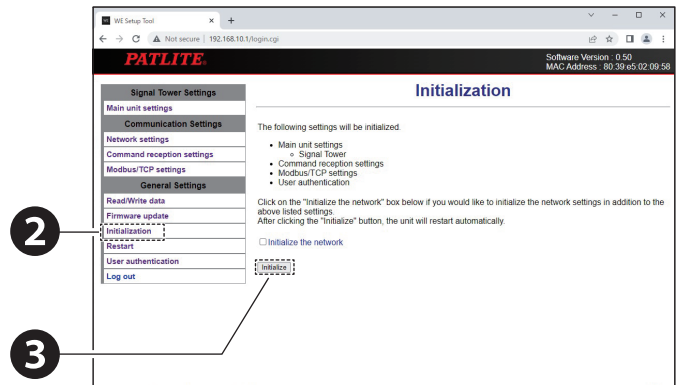 WE Setup Tool
Not secure | 192.168.10.1/login.cgi
PATLITE®
Software Version : 0.50
MAC Address : 80:39:e5:02:09:58
Signal Tower Settings
Main unit settings
Communication Settings
Network settings
Command reception settings
Modbus/TCP settings
General Settings
Read/Write data
Firmware update
Initialization
Restart
User authentication
Log out
Initialization
The following settings will be initialized.
Main unit settings
Signal Tower
Command reception settings
Modbus/TCP settings
User authentication
Click on the "Initialize the network" box below if you would like to initialize the network settings in addition to the
above listed settings.
After clicking the "Initialize" button, the unit will restart automatically.
Initialize the network
Initialize
2
3